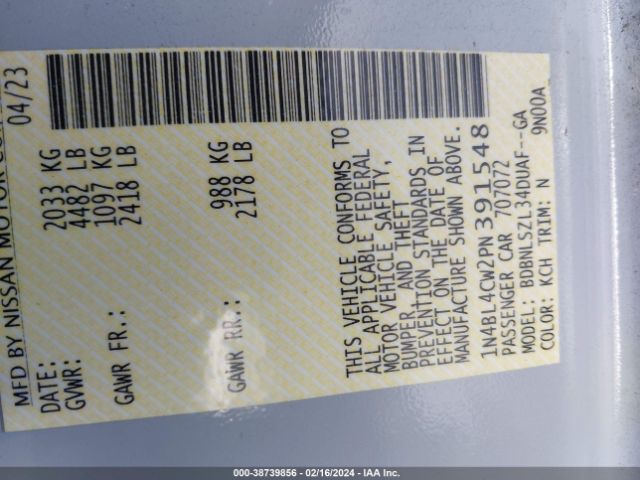 MFD BY NISSAN MOTOR CO
DATE: 04/23
GVWR: 2033 KG
4482 LB
GAWR FR.: 1097 KG
2418 LB
GAWR RR.: 988 KG
2178 LB
THIS VEHICLE CONFORMS TO
ALL APPLICABLE FEDERAL
MOTOR VEHICLE SAFETY,
BUMPER, AND THEFT
PREVENTION STANDARDS IN
EFFECT ON THE DATE OF
MANUFACTURE SHOWN ABOVE.
1N4BL4CW2PN391548
PASSENGER CAR 707072
MODEL: BDBNLSZL34DUAF--GA
COLOR: KCH TRIM: N 9N00A
000-38739856 - 02/16/2024 - IAA Inc.